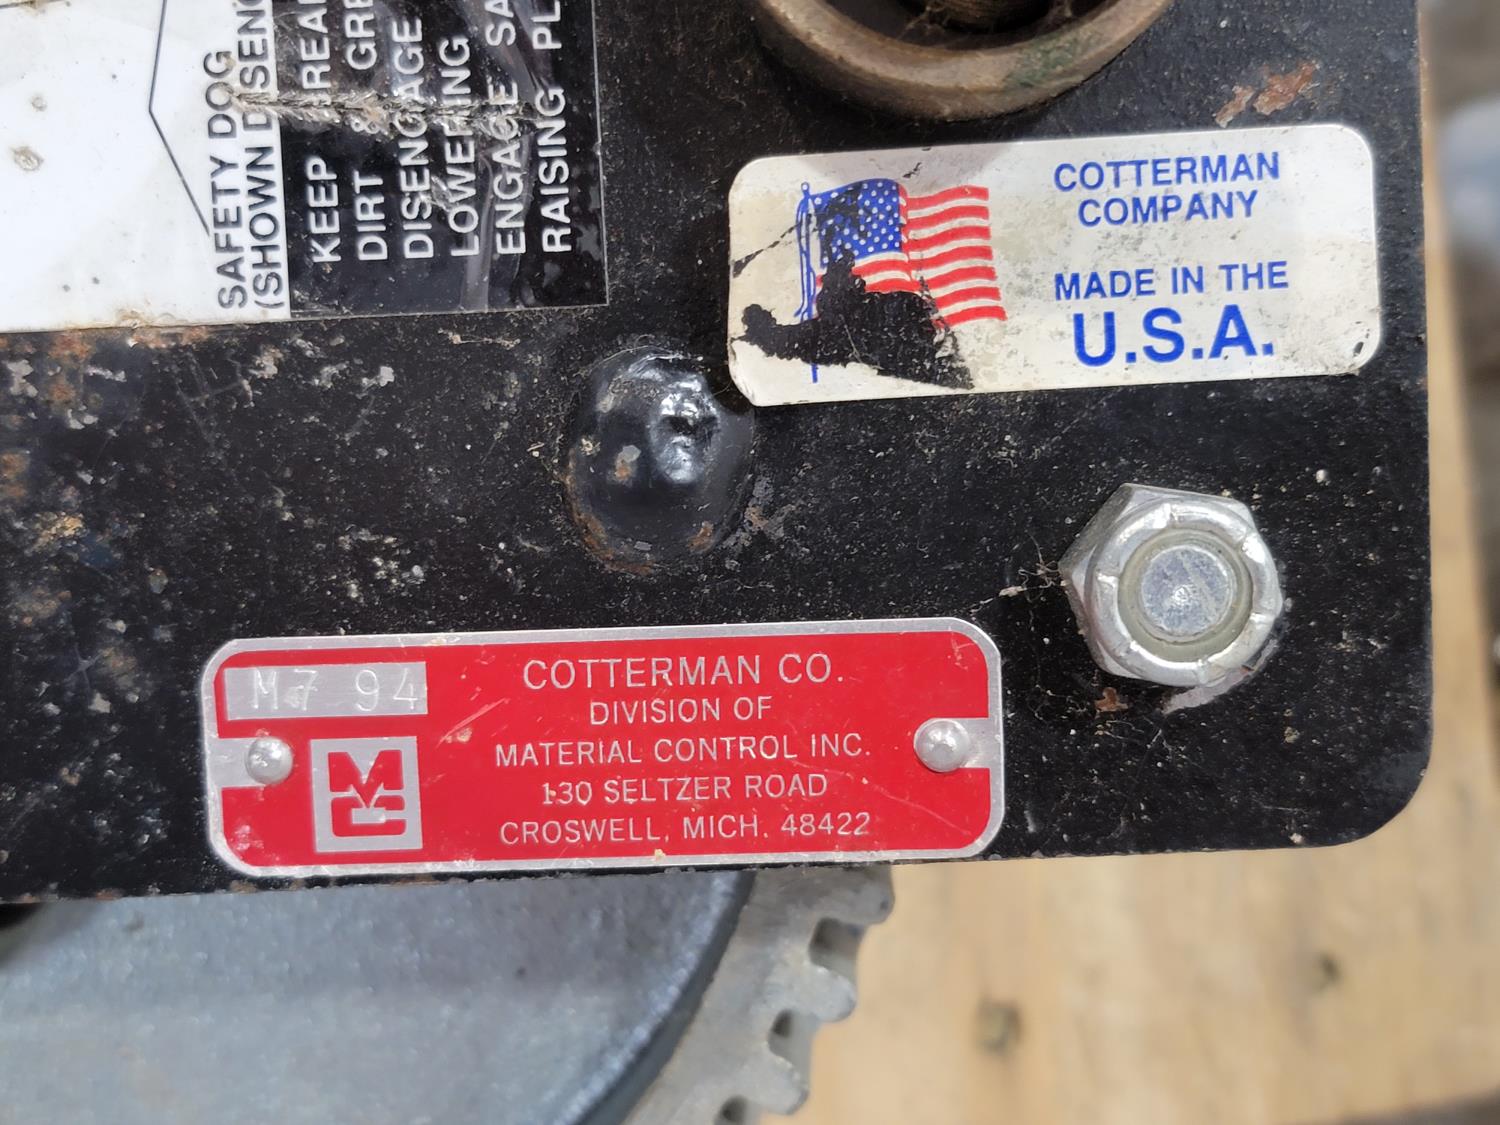 SAFETY DOG
(SHOWN
KEEP
DIRT &
DISENGAGE
LOWERING
ENGAGE
RAISING
COTTERMAN
COMPANY
MADE IN THE
U.S.A.
M7 94
MC
COTTERMAN CO.
DIVISION OF
MATERIAL CONTROL INC.
130 SELTZER ROAD
CROSWELL, MICH. 48422